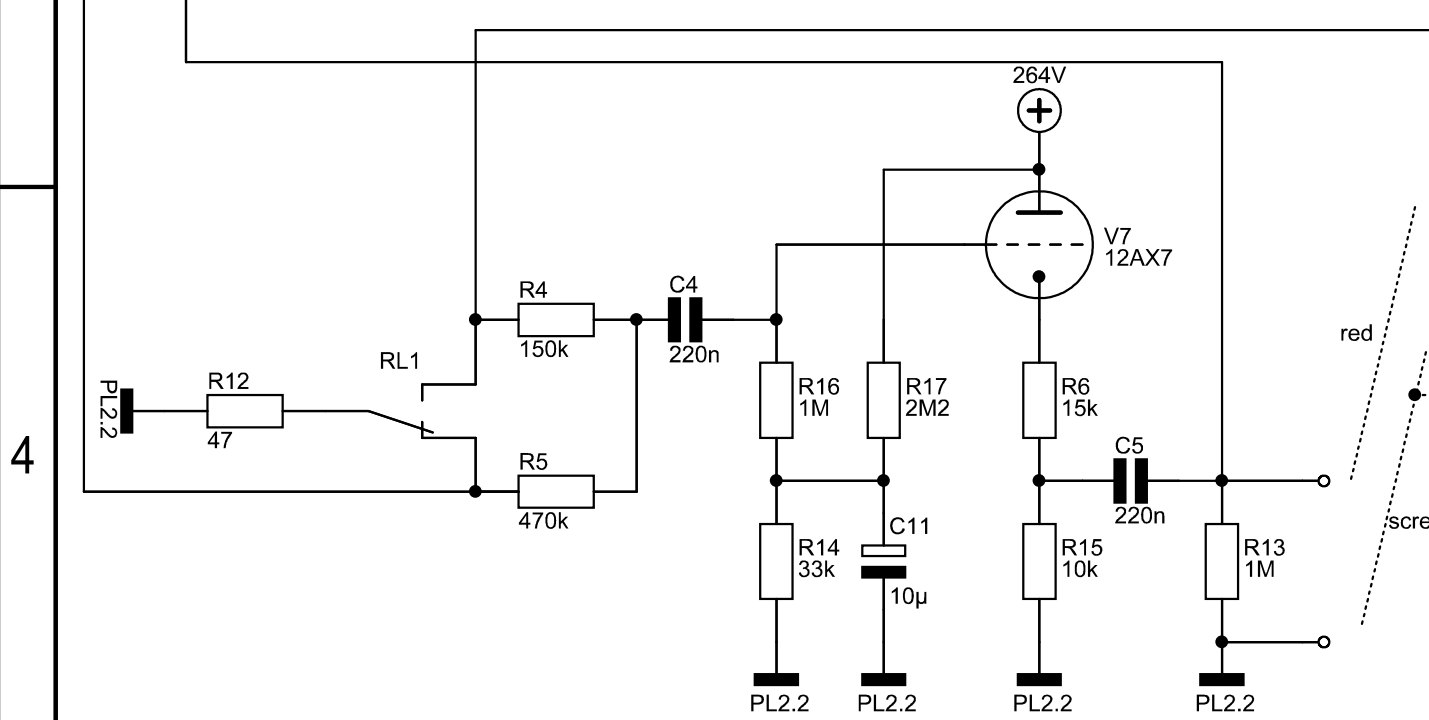 264V
V7
12AX7
C4
220n
R4
150k
red
RL1
R12
47
PL2.2
R16
1M
R17
2M2
R6
15k
4
R5
470k
C5
220n
scre
C11
10µ
R14
33k
R15
10k
R13
1M
PL2.2
PL2.2
PL2.2
PL2.2